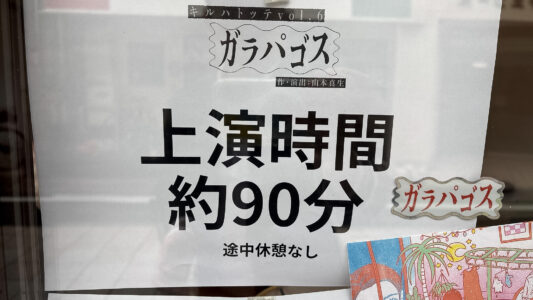 キルハトッテvol.6
ガラパゴス
作・演出：山本真生
上演時間
約90分
途中休憩なし
ガラパゴス